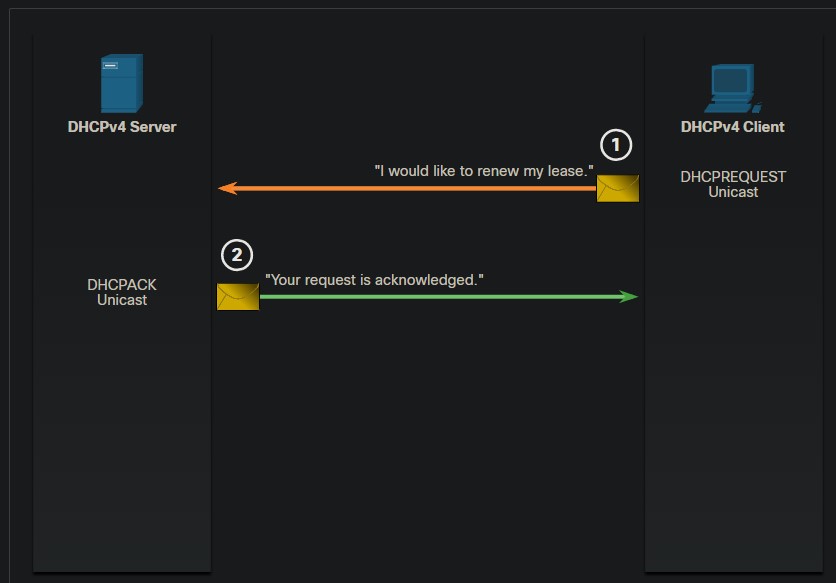 DHCPv4 Server
DHCPv4 Client
1
"I would like to renew my lease."
DHCPREQUEST
Unicast
2
"Your request is acknowledged."
DHCPACK
Unicast